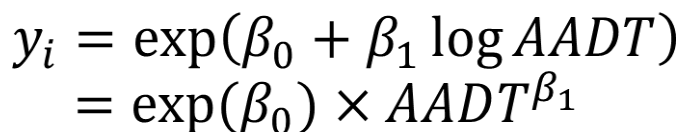 yᵢ = exp(β₀ + β₁ log AADT)
= exp(β₀) × AADT^β₁